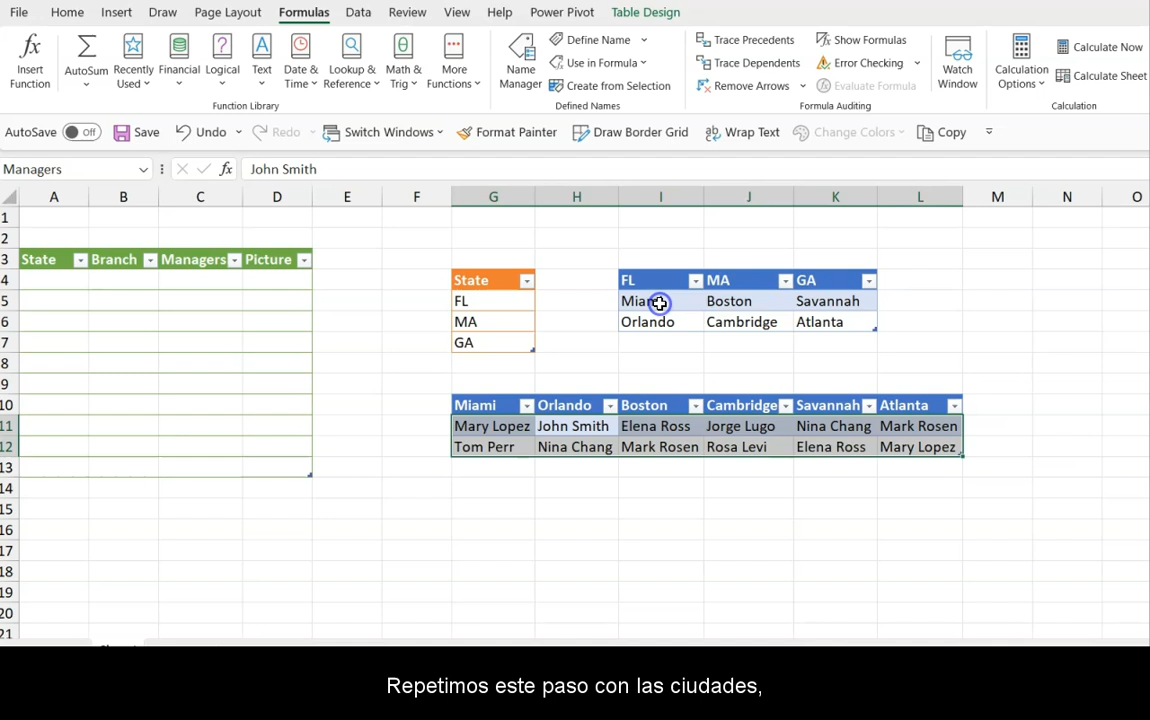 File Home Insert Draw Page Layout Formulas Data Review View Help Power Pivot Table Design
fx Insert Function
Σ AutoSum
Recently Used
Financial
Logical
? 
Text
A
Date & Time
Lookup & Reference
Math & Trig
θ
More Functions
Function Library
Name Manager
Define Name
Use in Formula
Create from Selection
Defined Names
Trace Precedents
Trace Dependents
Remove Arrows
Show Formulas
Error Checking
Evaluate Formula
Formula Auditing
Watch Window
Calculation Options
Calculate Now
Calculate Sheet
Calculation
AutoSave Off Save Undo Redo Switch Windows Format Painter Draw Border Grid Wrap Text Change Colors Copy
Managers fx John Smith
A B C D E F G H I J K L M N O
1
2
3 State Branch Managers Picture
4 State FL MA GA
5 FL Miami Boston Savannah
6 MA Orlando Cambridge Atlanta
7 GA
8
9
10 Miami Orlando Boston Cambridge Savannah Atlanta
11 Mary Lopez John Smith Elena Ross Jorge Lugo Nina Chang Mark Rosen
12 Tom Perr Nina Chang Mark Rosen Rosa Levi Elena Ross Mary Lopez
13
14
15
16
17
18
19
20
21
Repetimos este paso con las ciudades,